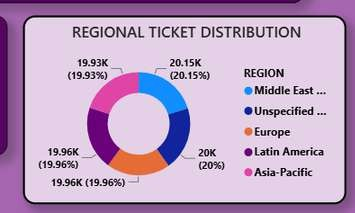 REGIONAL TICKET DISTRIBUTION
19.93K
(19.93%)
20.15K
(20.15%)
19.96K
(19.96%)
20K
(20%)
19.96K (19.96%)
REGION
Middle East ...
Unspecified ...
Europe
Latin America
Asia-Pacific